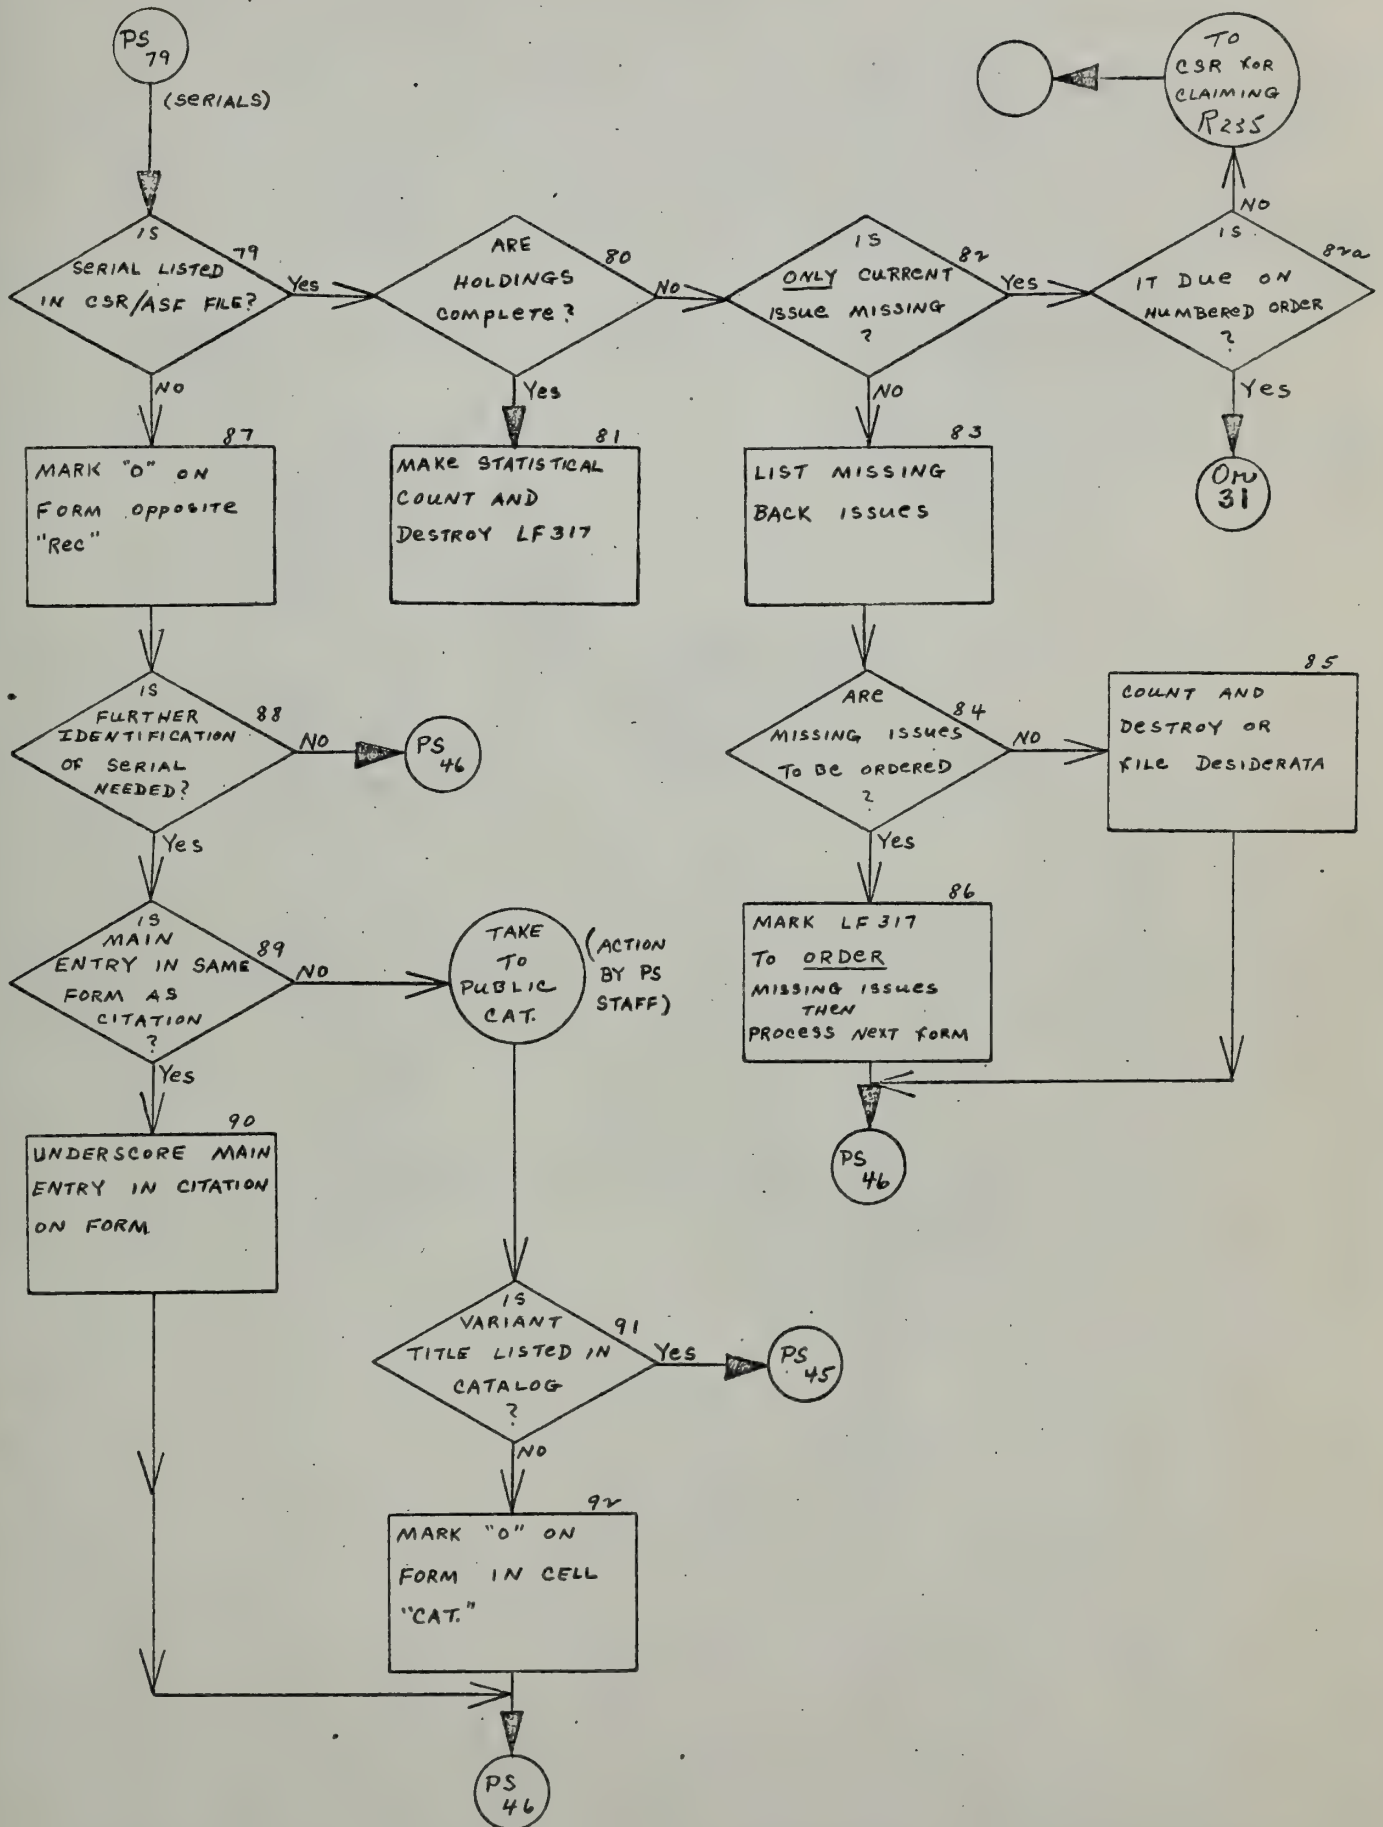 PS
79
(SERIALS)
TO
CSR FOR
CLAIMING
R235
IS
SERIAL LISTED
IN CSR/ASF FILE?
79
Yes
NO
ARE
HOLDINGS
COMPLETE?
80
NO
Yes
IS
ONLY CURRENT
ISSUE MISSING
?
82
Yes
NO
IS
IT DUE ON
NUMBERED ORDER
?
82a
NO
Yes
87
MARK "O" ON
FORM OPPOSITE
"Rec"
81
MAKE STATISTICAL
COUNT AND
DESTROY LF317
83
LIST MISSING
BACK ISSUES
Or
31
IS
FURTHER
IDENTIFICATION
OF SERIAL
NEEDED?
88
NO
Yes
PS
46
ARE
MISSING ISSUES
TO BE ORDERED
?
84
NO
Yes
85
COUNT AND
DESTROY OR
FILE DESIDERATA
IS
MAIN
ENTRY IN SAME
FORM AS
CITATION
?
89
NO
Yes
TAKE
TO
PUBLIC
CAT.
(ACTION
BY PS
STAFF)
86
MARK LF 317
TO ORDER
MISSING ISSUES
THEN
PROCESS NEXT FORM
PS
46
90
UNDERSCORE MAIN
ENTRY IN CITATION
ON FORM
IS
VARIANT
TITLE LISTED IN
CATALOG
?
91
Yes
NO
PS
45
92
MARK "O" ON
FORM IN CELL
"CAT."
PS
46